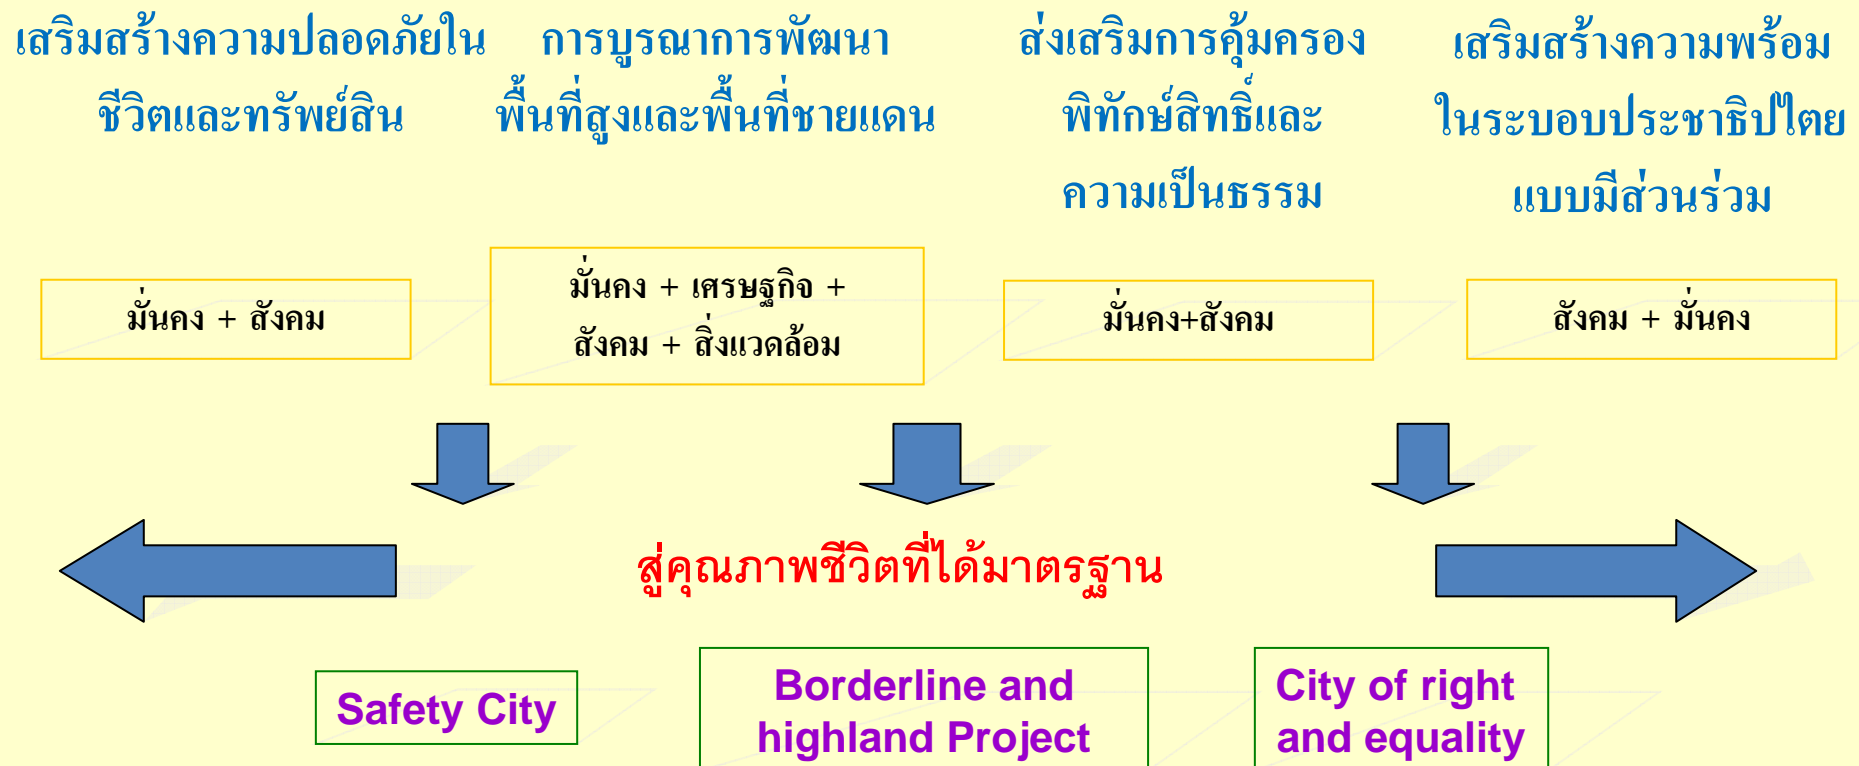 เสริมสร้างความปลอดภัยใน
ชีวิตและทรัพย์สิน
การบูรณาการพัฒนา
พื้นที่สูงและพื้นที่ชายแดน
ส่งเสริมการคุ้มครอง
พิทักษ์สิทธิ์และ
ความเป็นธรรม
เสริมสร้างความพร้อม
ในระบอบประชาธิปไตย
แบบมีส่วนร่วม
มั่นคง + สังคม
มั่นคง + เศรษฐกิจ +
สังคม + สิ่งแวดล้อม
มั่นคง+สังคม
สังคม + มั่นคง
สู่คุณภาพชีวิตที่ได้มาตรฐาน
Safety City
Borderline and
highland Project
City of right
and equality